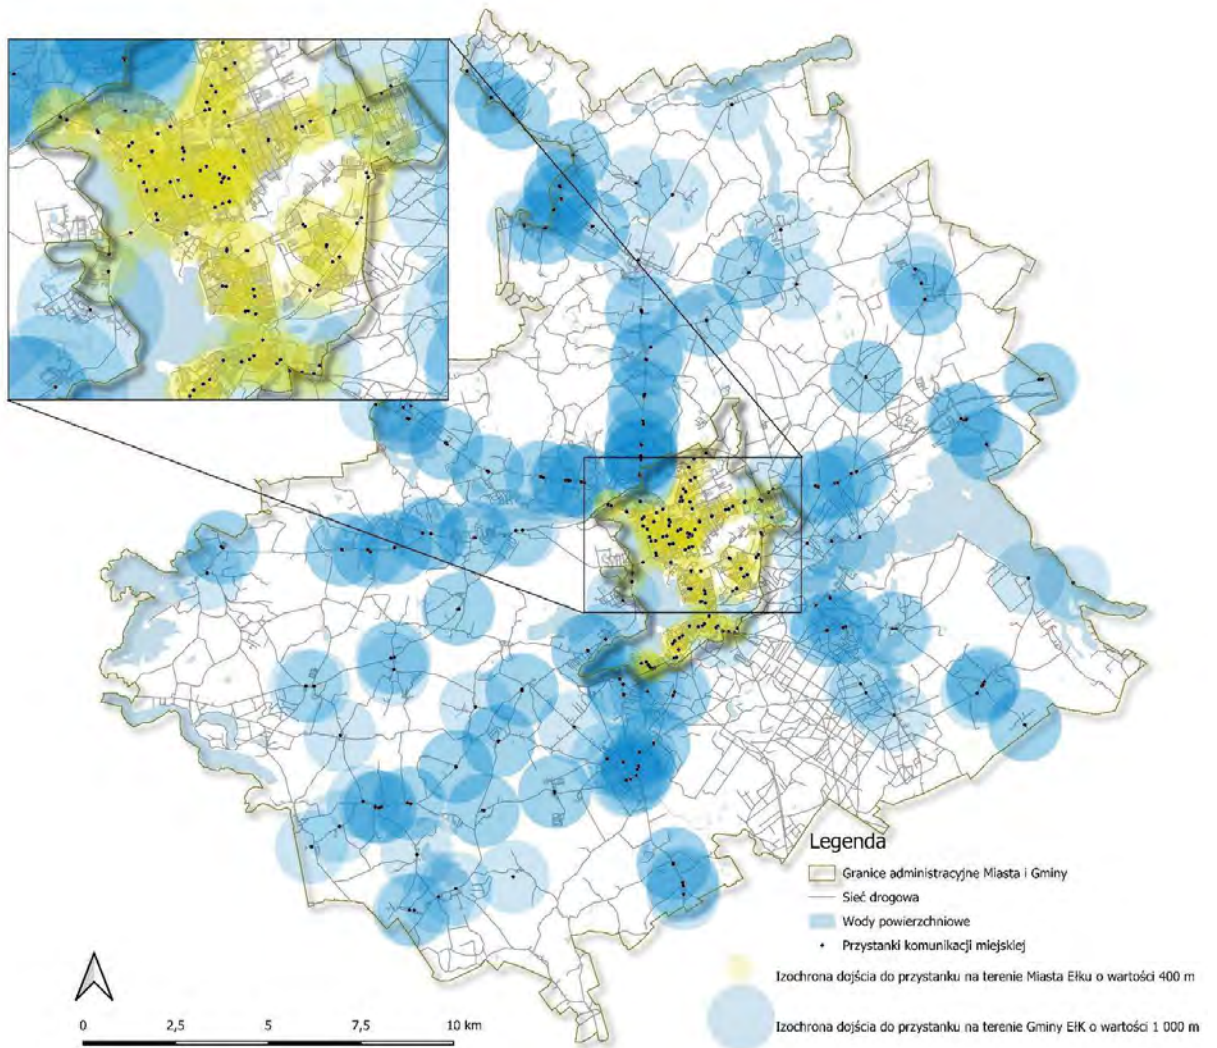 Legenda
Granice administracyjne Miasta i Gminy
Sieć drogowa
Wody powierzchniowe
Przystanki komunikacji miejskiej
Izochrona dojścia do przystanku na terenie Miasta Ełku o wartości 400 m
Izochrona dojścia do przystanku na terenie Gminy EŁK o wartości 1 000 m
0 2,5 5 7,5 10 km